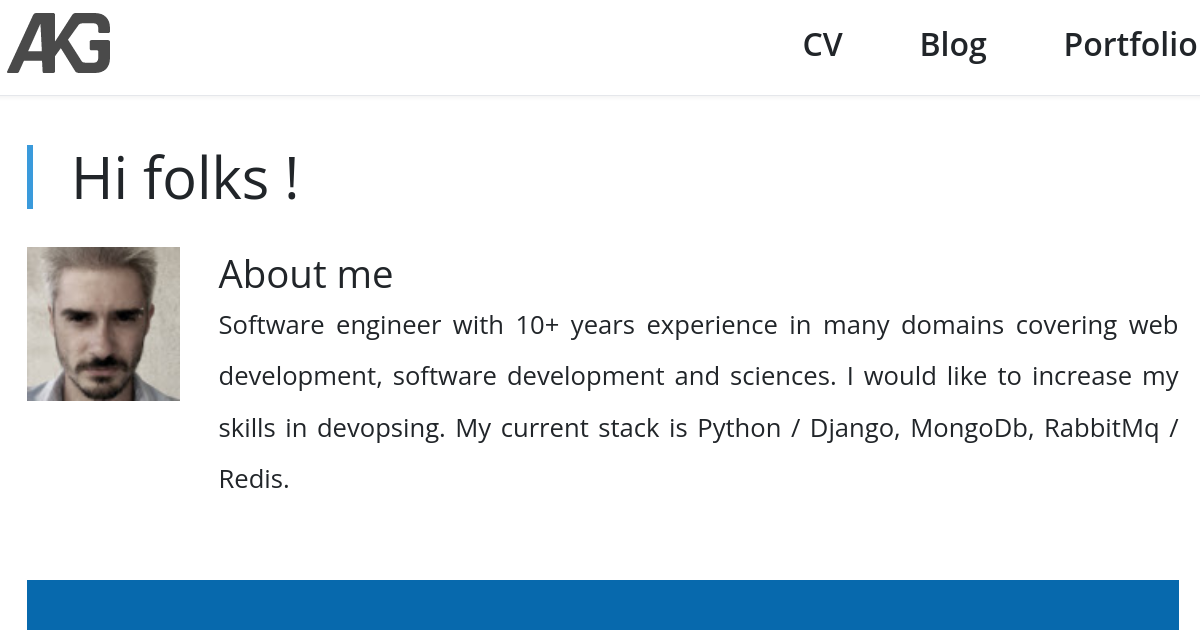 AKG
CV Blog Portfolio
Hi folks !
About me
Software engineer with 10+ years experience in many domains covering web
development, software development and sciences. I would like to increase my
skills in devopsing. My current stack is Python / Django, MongoDb, RabbitMq /
Redis.